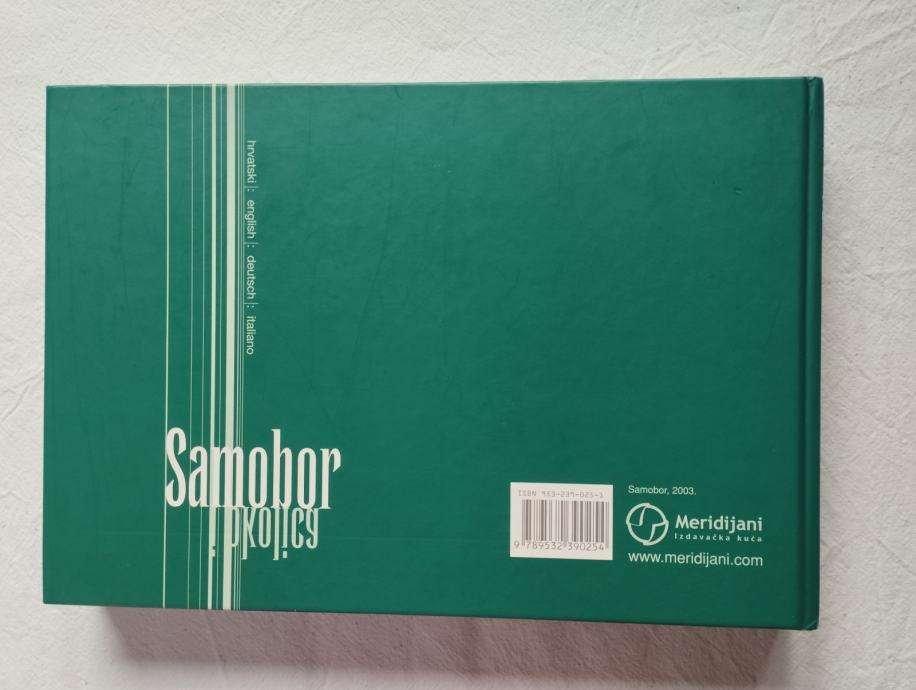 hrvatski |: english |: deutsch |: italiano
Samobor
i okolica
ISBN 953-239-025-1
9 789532 390254
Samobor, 2003.
Meridijani
Izdavačka kuća
www.meridijani.com